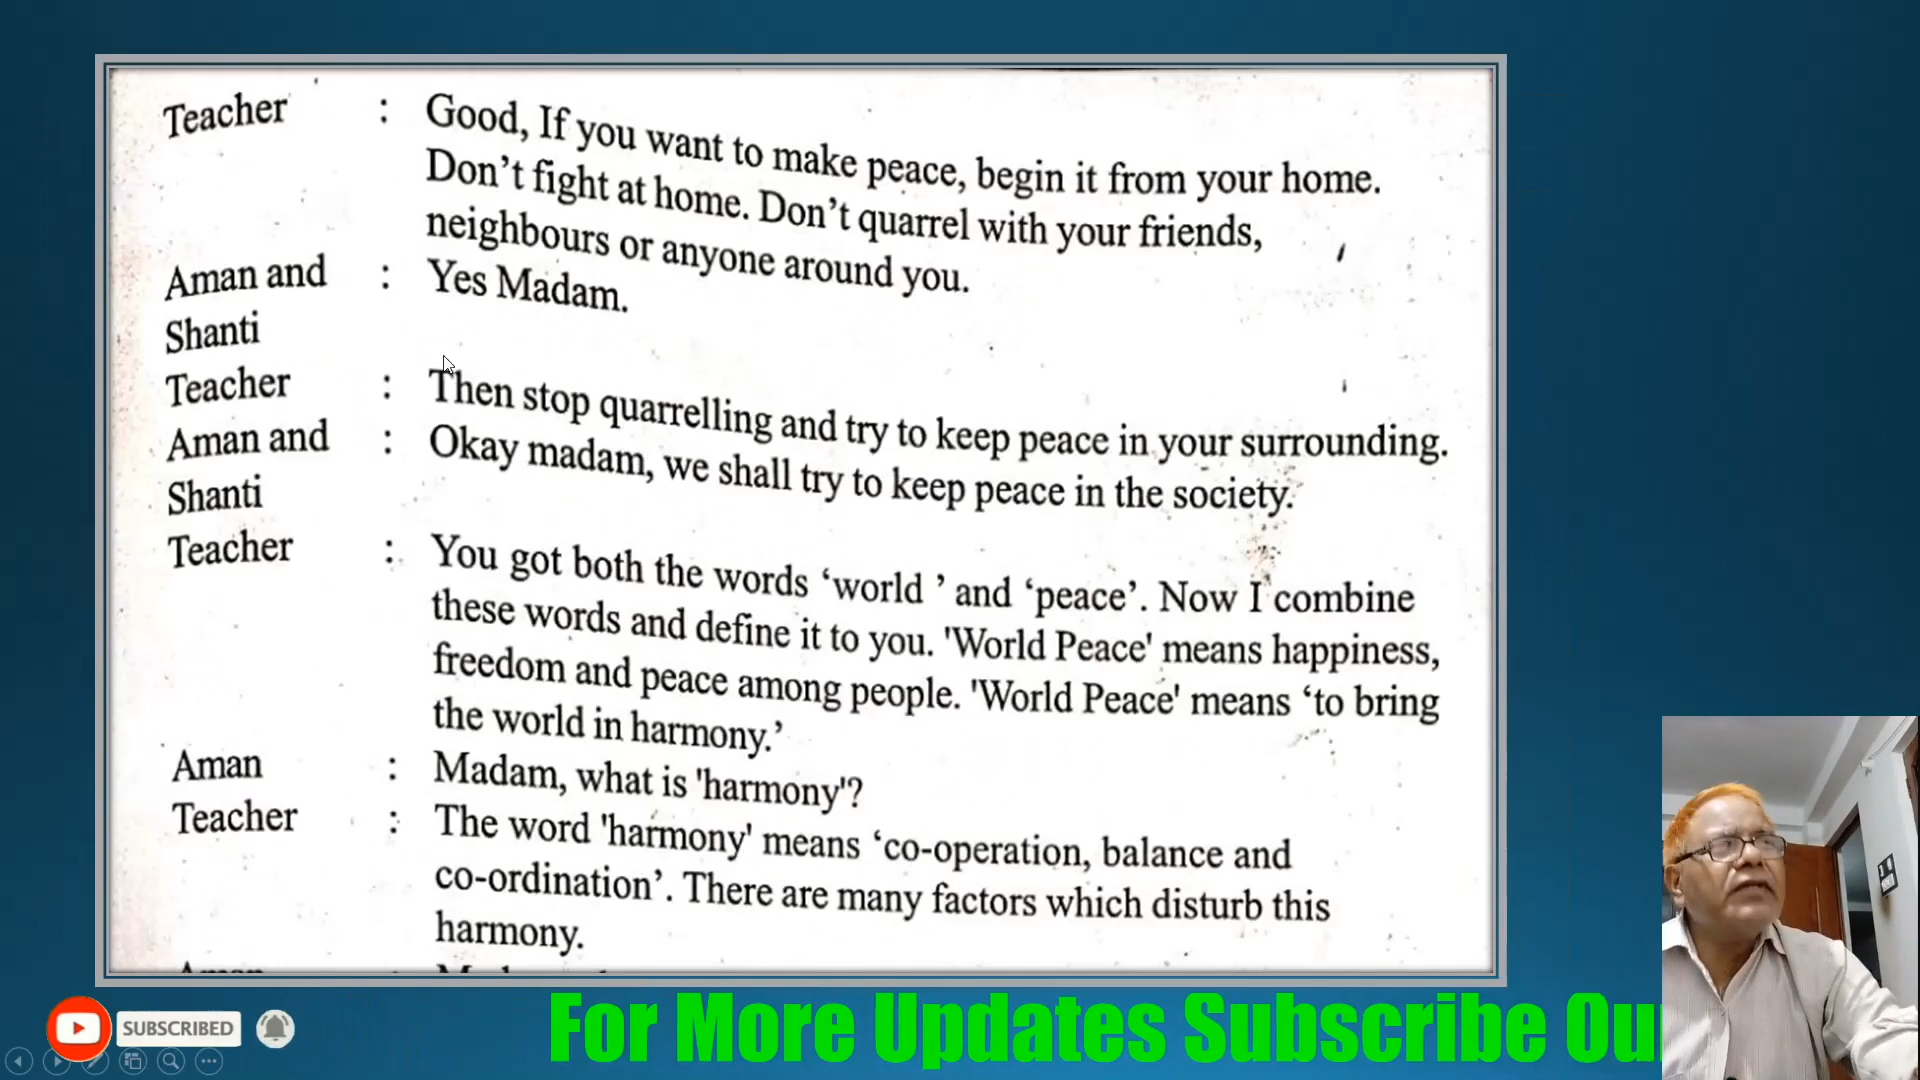 Teacher : Good, If you want to make peace, begin it from your home.
Don't fight at home. Don't quarrel with your friends,
neighbours or anyone around you.
Aman and : Yes Madam.
Shanti
Teacher : Then stop quarrelling and try to keep peace in your surrounding.
Aman and : Okay madam, we shall try to keep peace in the society.
Shanti
Teacher : You got both the words ‘world ’ and ‘peace’. Now I combine
these words and define it to you. 'World Peace' means happiness,
freedom and peace among people. 'World Peace' means ‘to bring
the world in harmony.’
Aman : Madam, what is 'harmony'?
Teacher : The word 'harmony' means ‘co-operation, balance and
co-ordination’. There are many factors which disturb this
harmony.
SUBSCRIBED
For More Updates Subscribe Ou